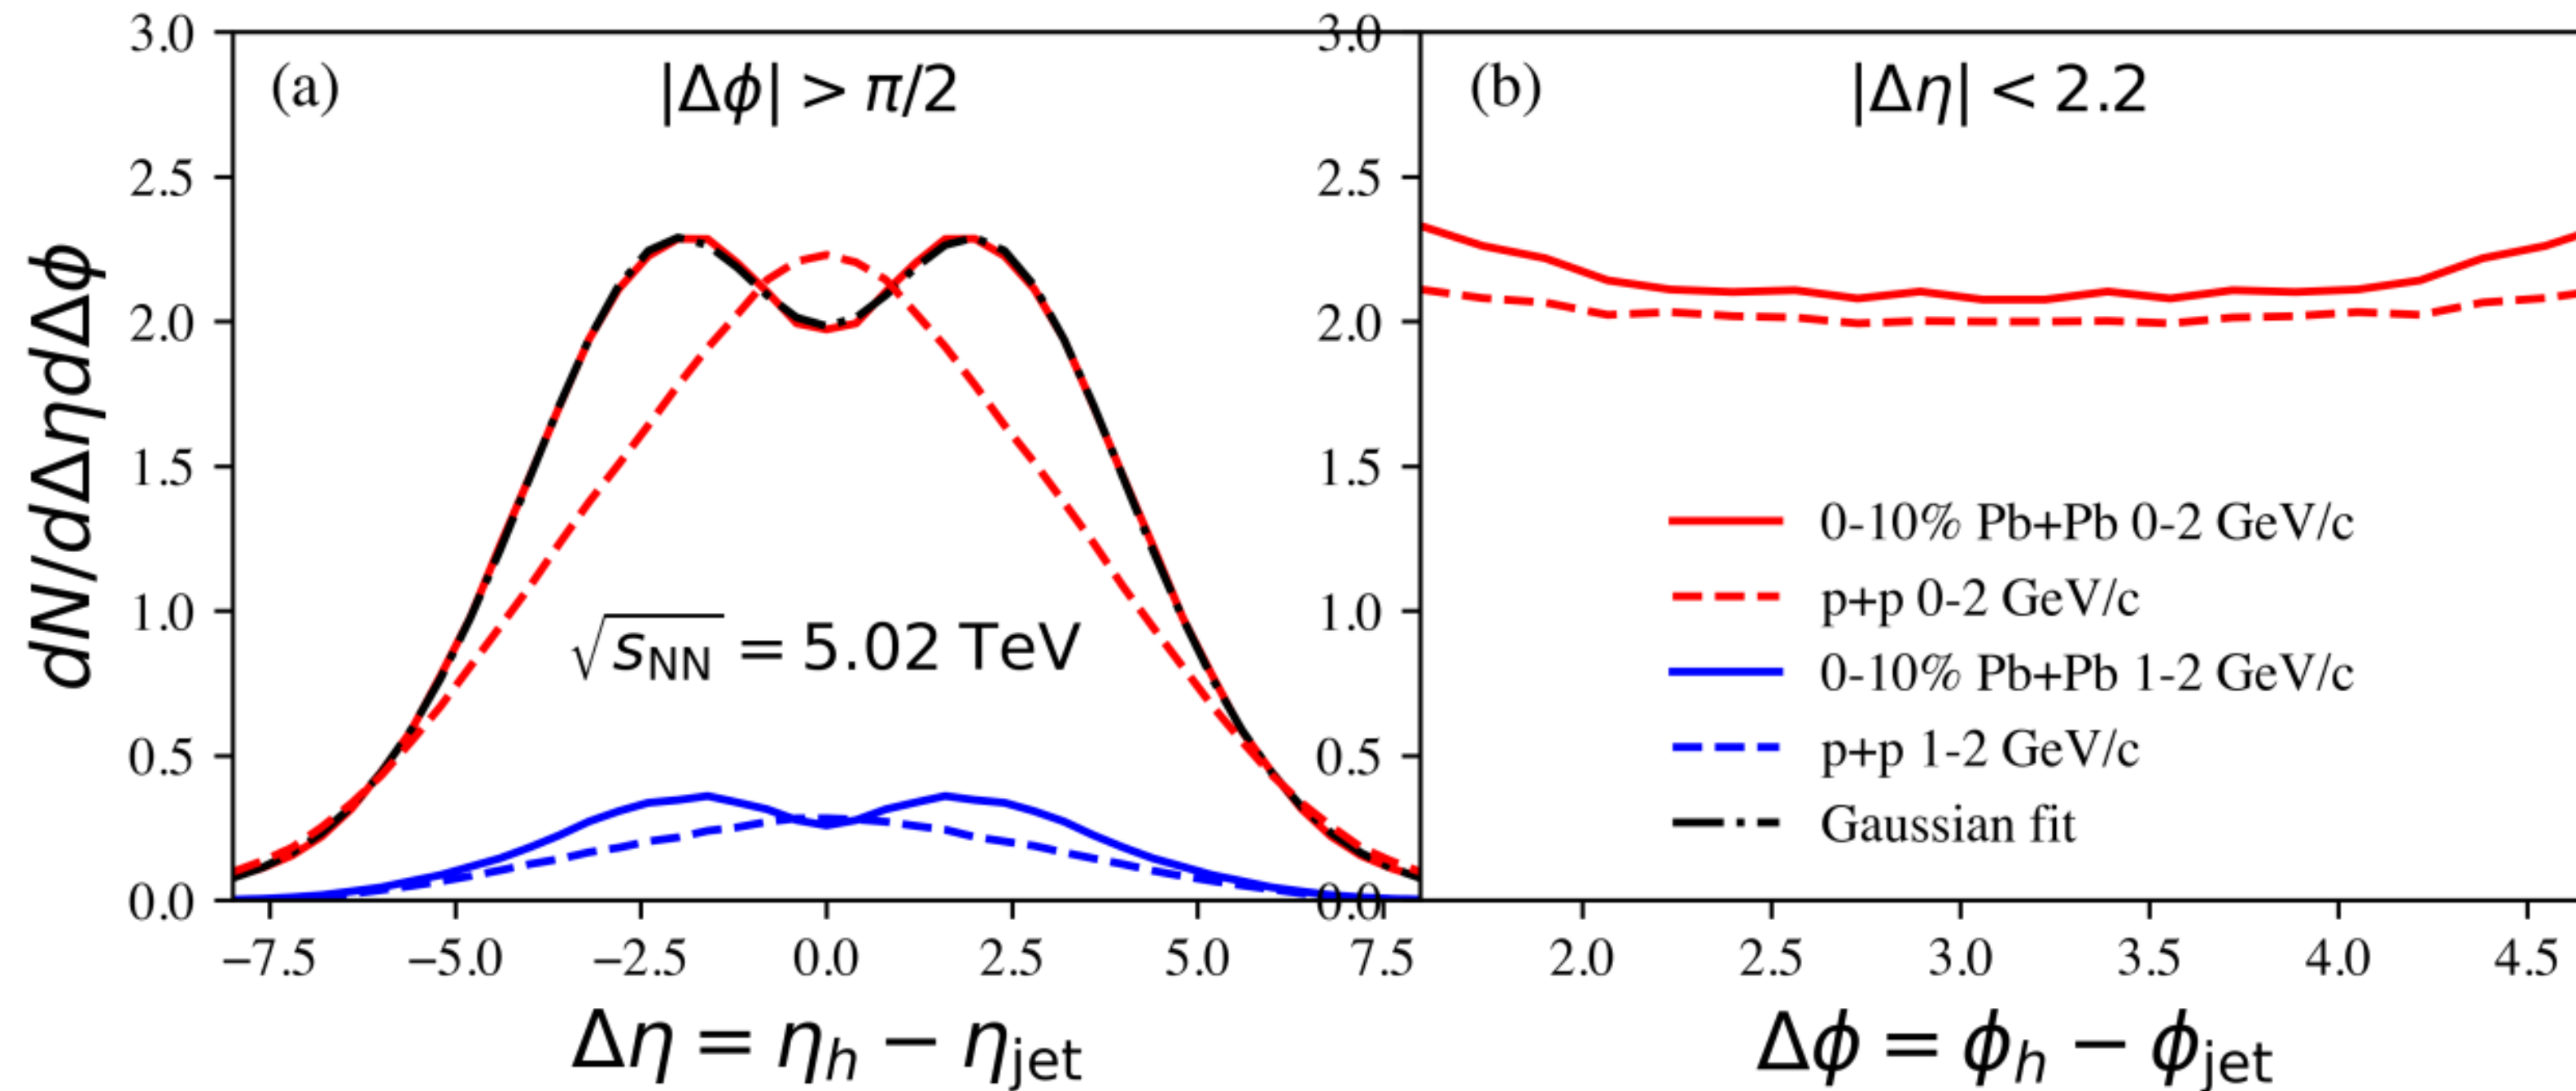 dN/dΔηdΔϕ
3.0
2.5
2.0
1.5
1.0
0.5
0.0
(a)
|Δϕ| > π/2
√sNN = 5.02 TeV
−7.5 −5.0 −2.5 0.0 2.5 5.0 7.5
Δη = ηh − ηjet
3.0
2.5
2.0
1.5
1.0
0.5
0.0
(b)
|Δη| < 2.2
0-10% Pb+Pb 0-2 GeV/c
p+p 0-2 GeV/c
0-10% Pb+Pb 1-2 GeV/c
p+p 1-2 GeV/c
Gaussian fit
2.0 2.5 3.0 3.5 4.0 4.5
Δϕ = ϕh − ϕjet